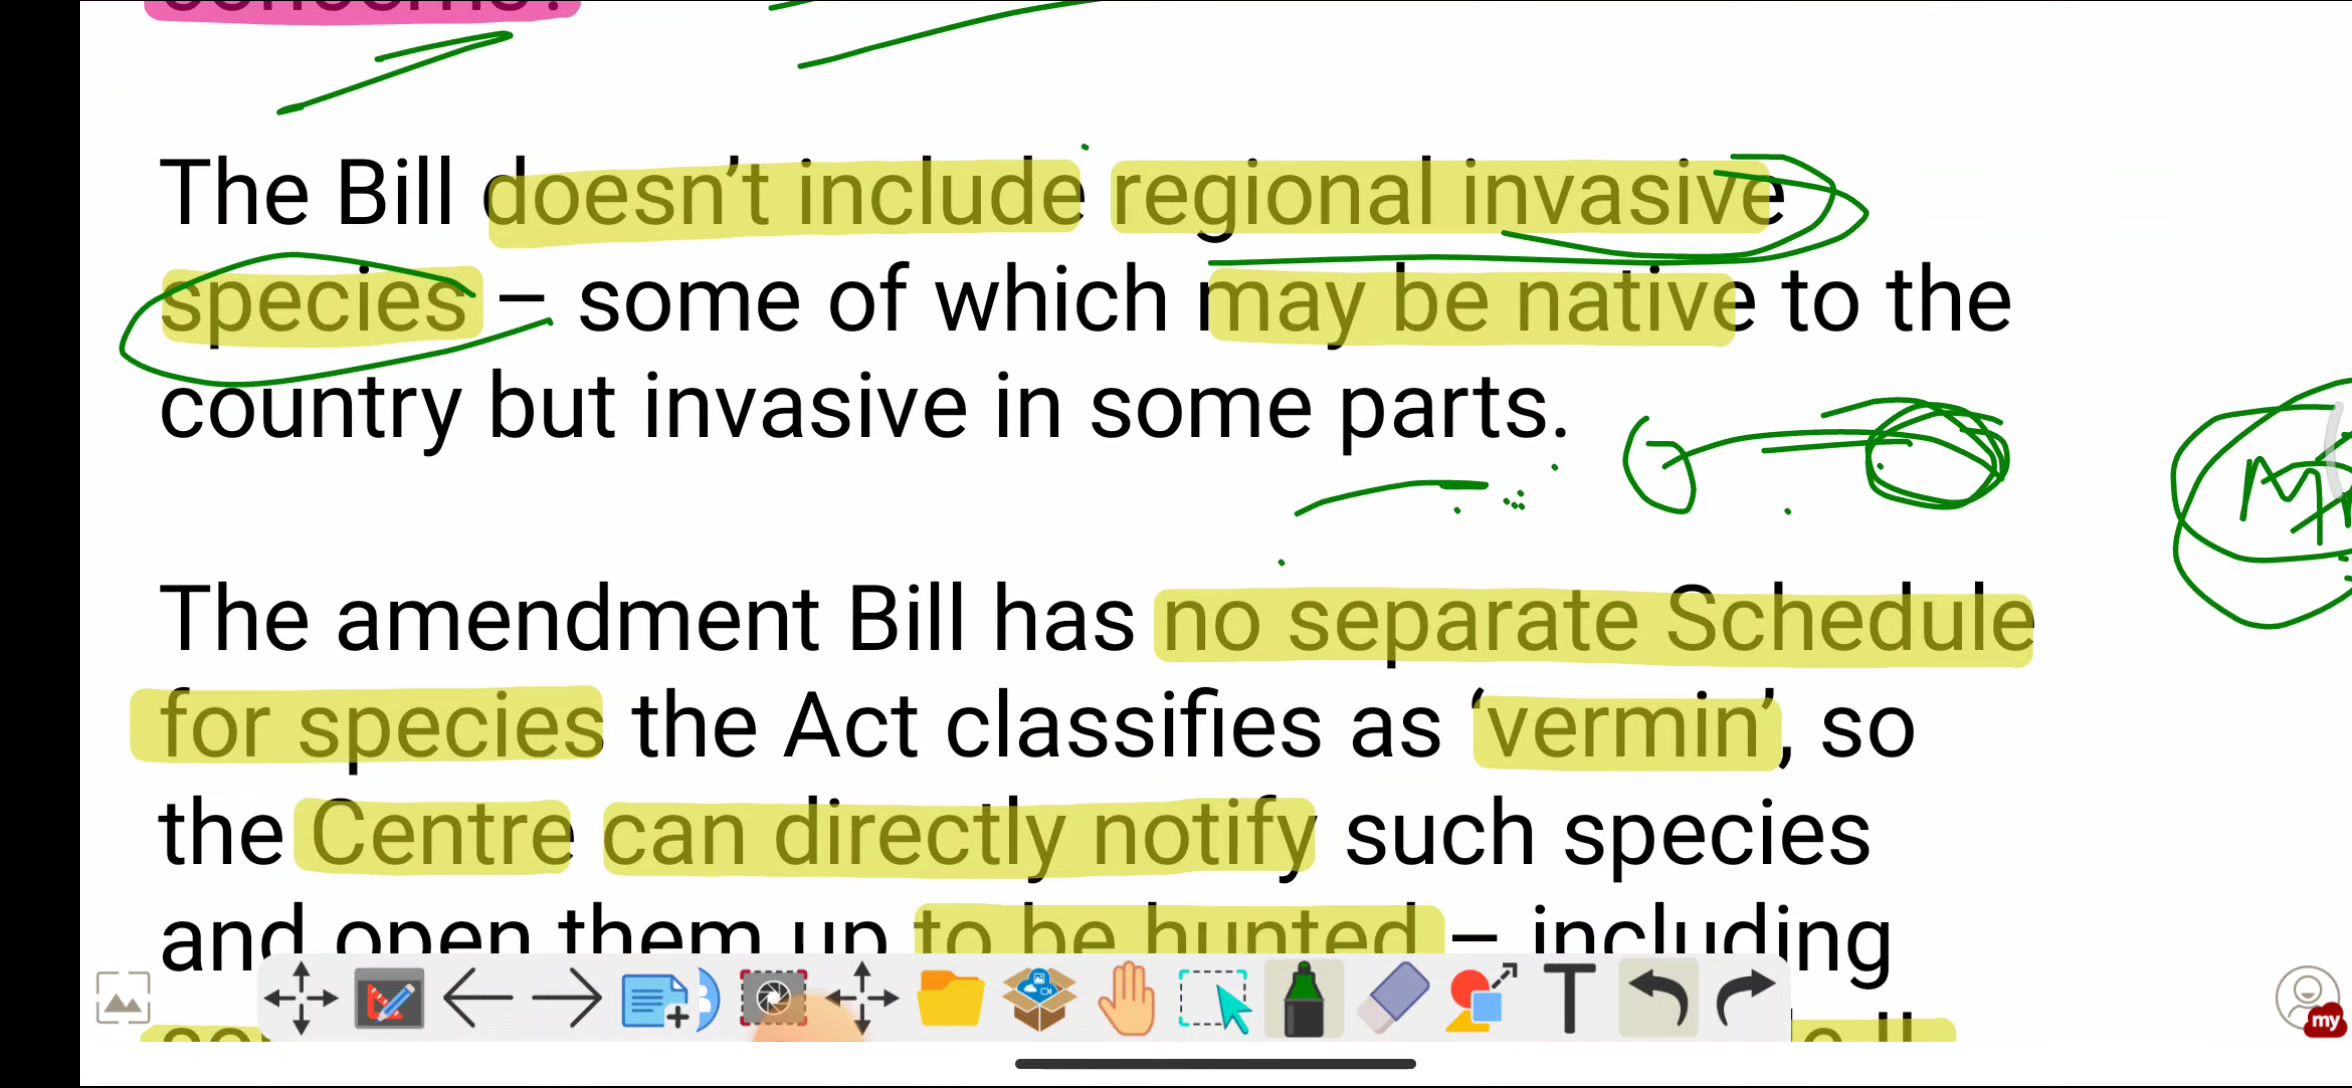 concerns?
The Bill doesn't include regional invasive
species – some of which may be native to the
country but invasive in some parts.
The amendment Bill has no separate Schedule
for species the Act classifies as ‘vermin’, so
the Centre can directly notify such species
and open them up to be hunted – including
T
my